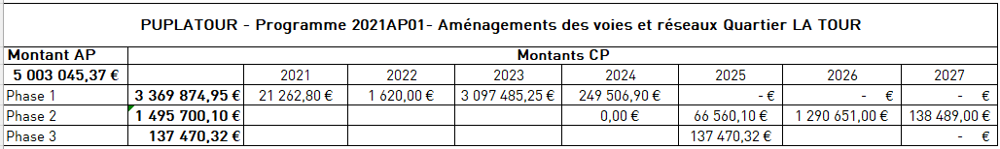 PUPLATOUR - Programme 2021AP01- Aménagements des voies et réseaux Quartier LA TOUR
Montant AP Montants CP
5 003 045,37 € 2021 2022 2023 2024 2025 2026 2027
Phase 1 3 369 874,95 € 21 262,80 € 1 620,00 € 3 097 485,25 € 249 506,90 € - € - € - €
Phase 2 1 495 700,10 € 0,00 € 66 560,10 € 1 290 651,00 € 138 489,00 €
Phase 3 137 470,32 € 137 470,32 € - €